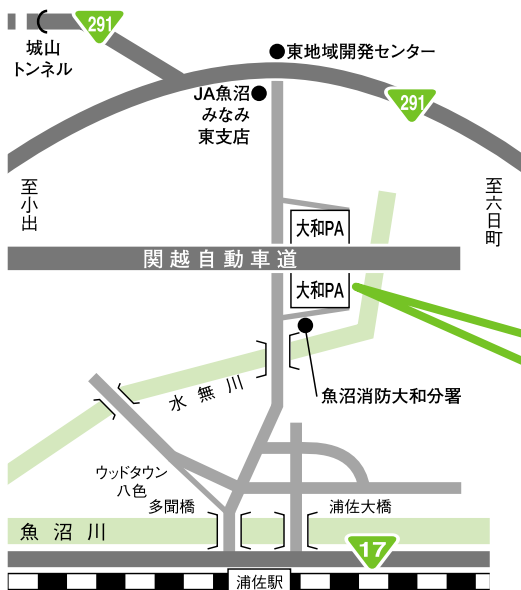 291
城山
トンネル
東地域開発センター
JA魚沼
みなみ
東支店
291
至小出
至六日町
大和PA
関越自動車道
大和PA
魚沼消防大和分署
水無川
ウッドタウン
八色
多聞橋
浦佐大橋
魚沼川
17
浦佐駅